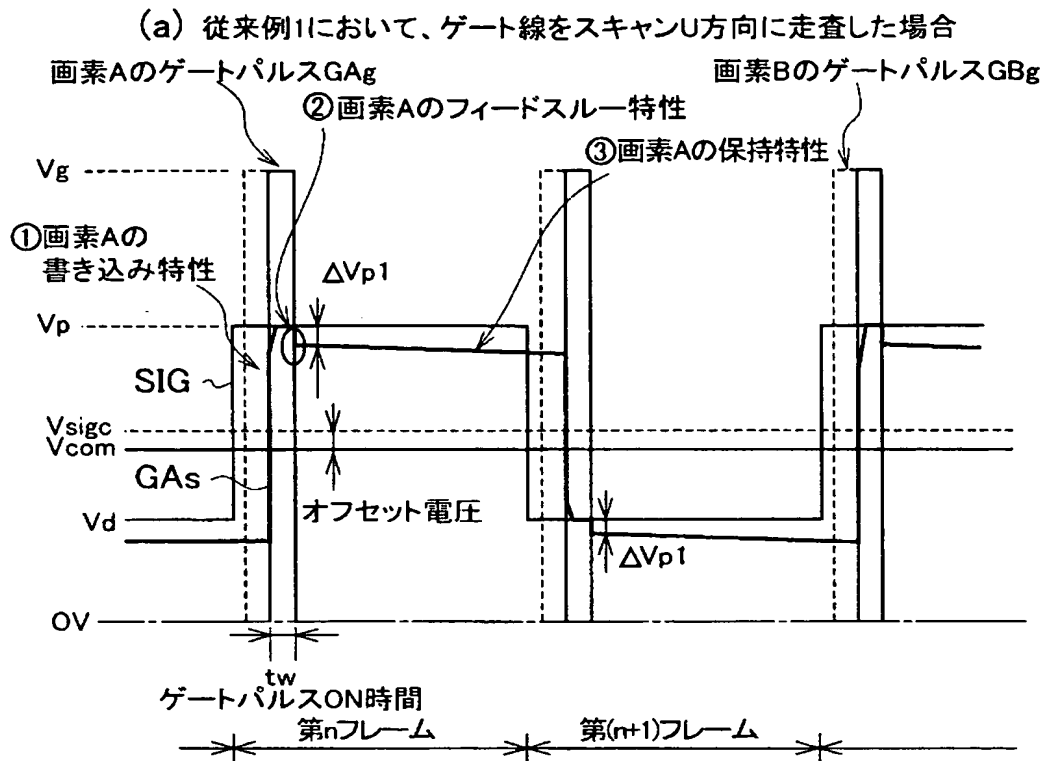 (a) 従来例1において、ゲート線をスキャンU方向に走査した場合
画素AのゲートパルスGAg
画素BのゲートパルスGBg
②画素Aのフィードスルー特性
③画素Aの保持特性
Vg
①画素Aの
書き込み特性
△Vp1
Vp
SIG
Vsigc
Vcom
GAs
オフセット電圧
Vd
△Vp1
0V
tw
ゲートパルスON時間
第nフレーム
第(n+1)フレーム